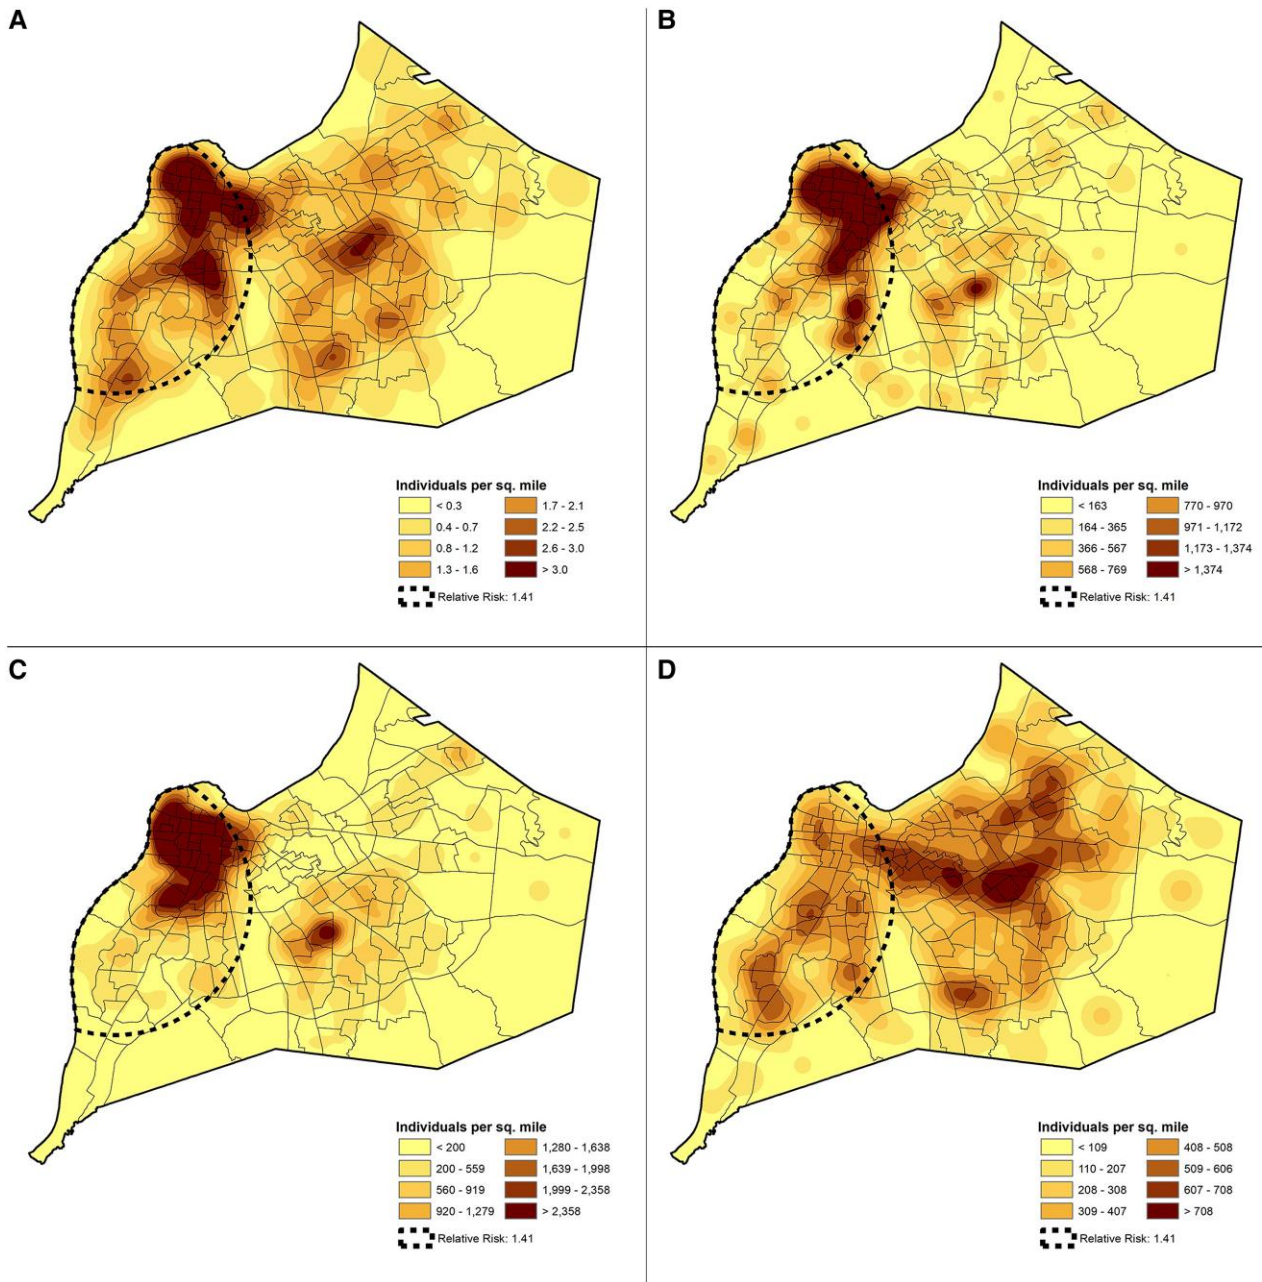 A
Individuals per sq. mile
< 0.3 1.7 - 2.1
0.4 - 0.7 2.2 - 2.5
0.8 - 1.2 2.6 - 3.0
1.3 - 1.6 > 3.0
Relative Risk: 1.41
B
Individuals per sq. mile
< 163 770 - 970
164 - 365 971 - 1,172
366 - 567 1,173 - 1,374
568 - 769 > 1,374
Relative Risk: 1.41
C
Individuals per sq. mile
< 200 1,280 - 1,638
200 - 559 1,639 - 1,998
560 - 919 1,999 - 2,358
920 - 1,279 > 2,358
Relative Risk: 1.41
D
Individuals per sq. mile
< 109 408 - 508
110 - 207 509 - 606
208 - 308 607 - 708
309 - 407 > 708
Relative Risk: 1.41